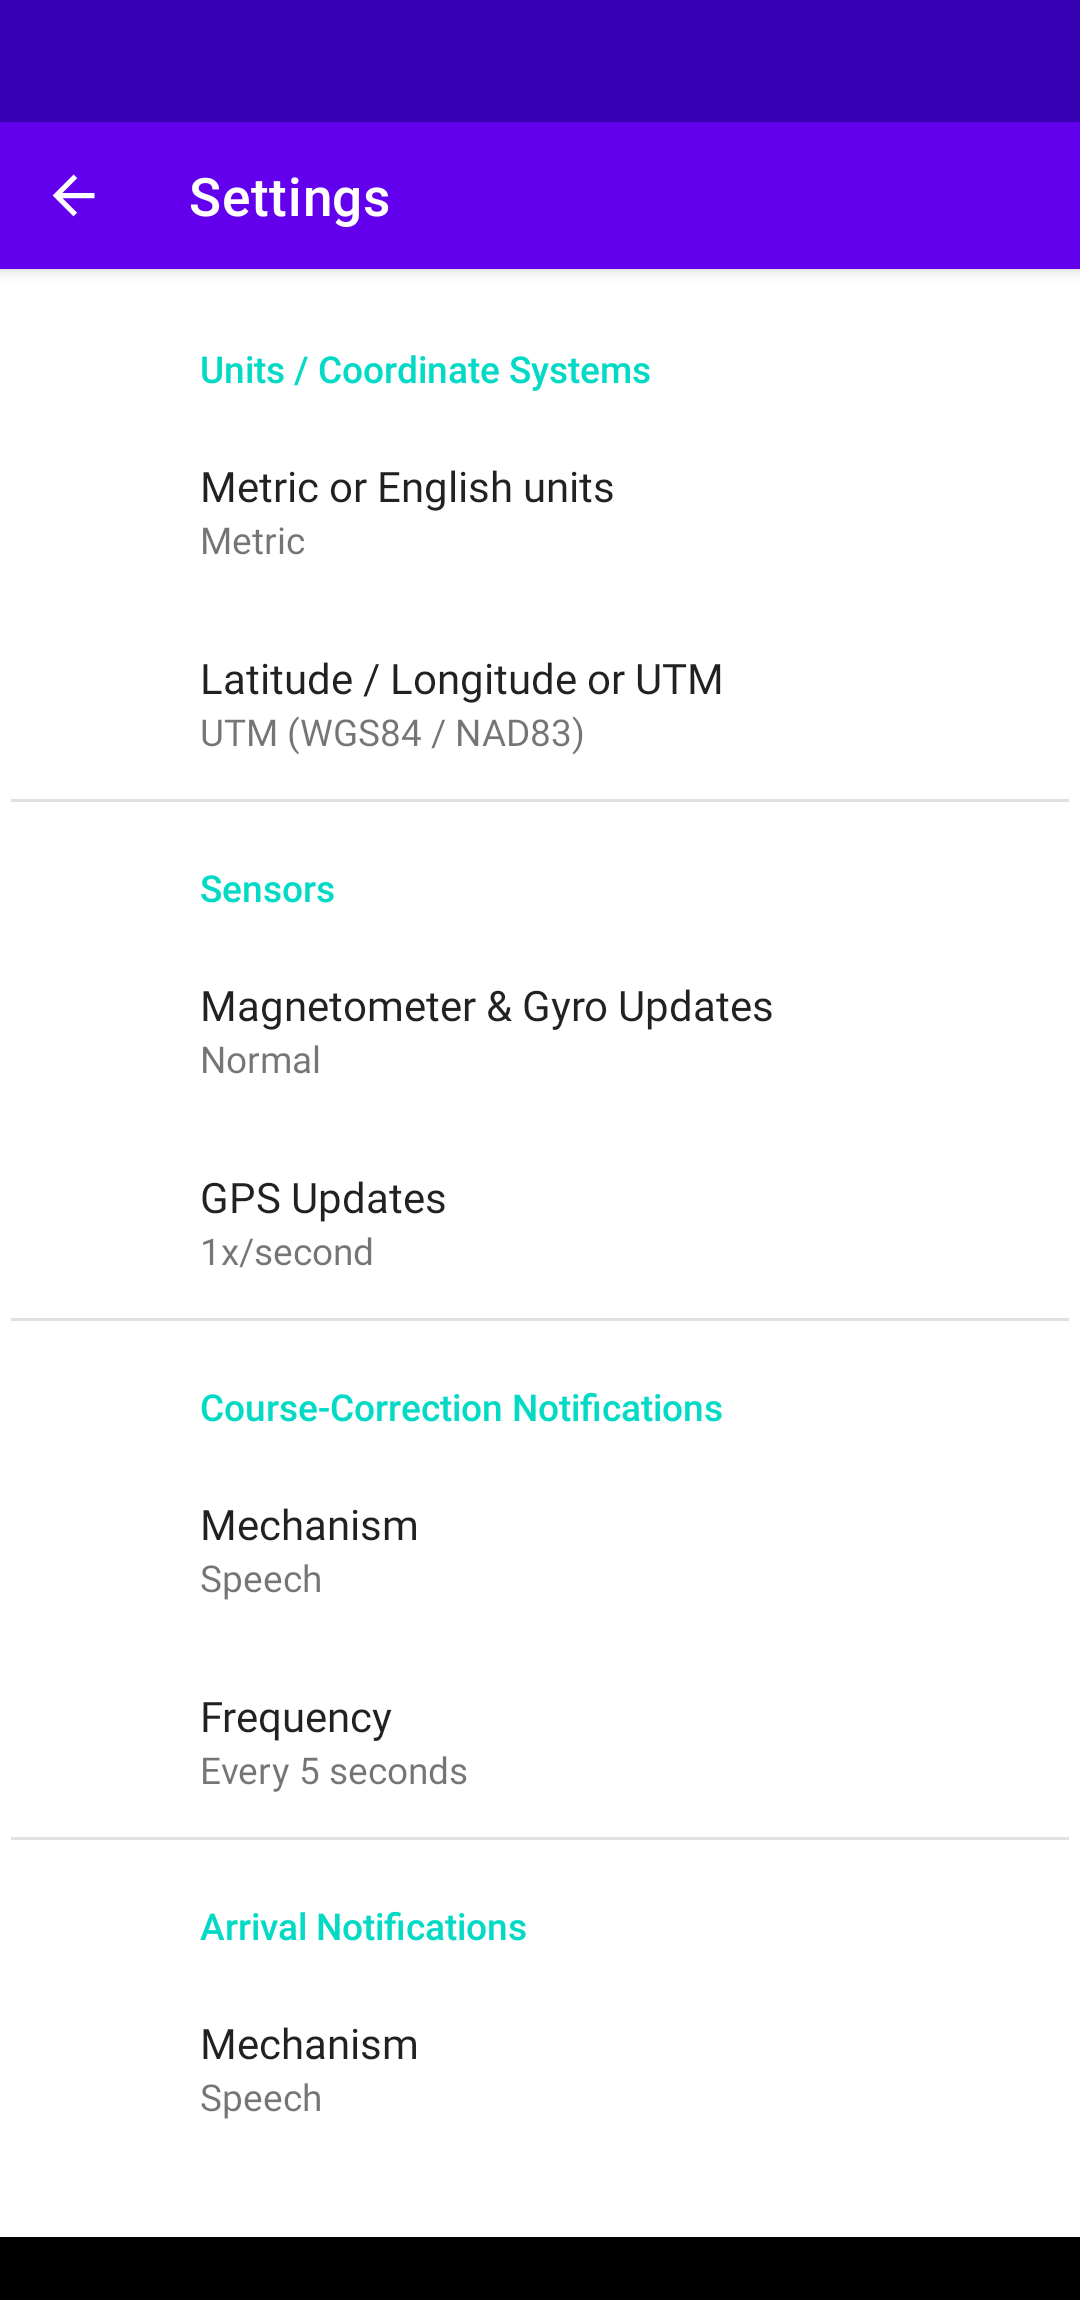 Settings
Units / Coordinate Systems
Metric or English units
Metric
Latitude / Longitude or UTM
UTM (WGS84 / NAD83)
Sensors
Magnetometer & Gyro Updates
Normal
GPS Updates
1x/second
Course-Correction Notifications
Mechanism
Speech
Frequency
Every 5 seconds
Arrival Notifications
Mechanism
Speech